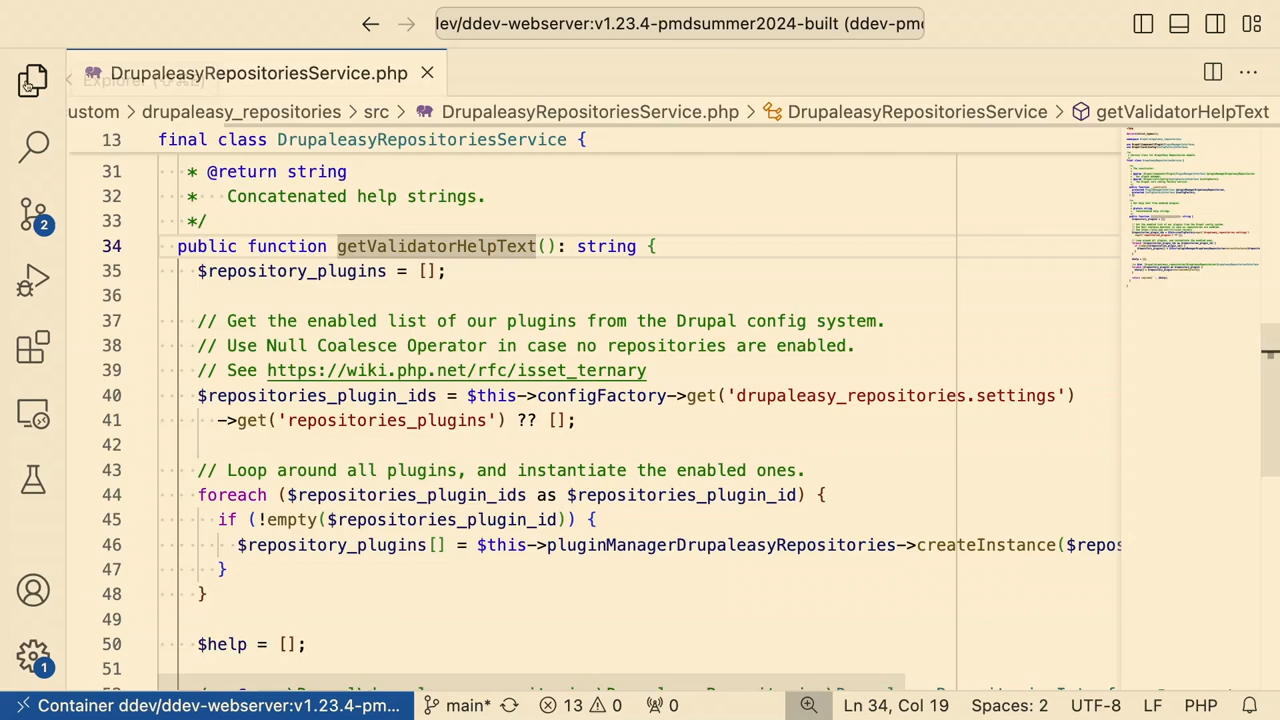 lev/ddev-webserver:v1.23.4-pmdsummer2024-built (ddev-pm
DrupaleasyRepositoriesService.php
custom > drupaleasy_repositories > src > DrupaleasyRepositoriesService.php > DrupaleasyRepositoriesService > getValidatorHelpText
13 final class DrupaleasyRepositoriesService {
31 * @return string
32 * Concatenated help strings.
33 */
34 public function getValidatorHelpText(): string {
35 $repository_plugins = [];
36
37 // Get the enabled list of our plugins from the Drupal config system.
38 // Use Null Coalesce Operator in case no repositories are enabled.
39 // See https://wiki.php.net/rfc/isset_ternary
40 $repositories_plugin_ids = $this->configFactory->get('drupaleasy_repositories.settings')
41 ->get('repositories_plugins') ?? [];
42
43 // Loop around all plugins, and instantiate the enabled ones.
44 foreach ($repositories_plugin_ids as $repositories_plugin_id) {
45 if (!empty($repositories_plugin_id)) {
46 $repository_plugins[] = $this->pluginManagerDrupaleasyRepositories->createInstance($repos
47 }
48 }
49
50 $help = [];
51
2
1
Container ddev/ddev-webserver:v1.23.4-pm... main* 13 0 0 Ln 34, Col 19 Spaces: 2 UTF-8 LF PHP